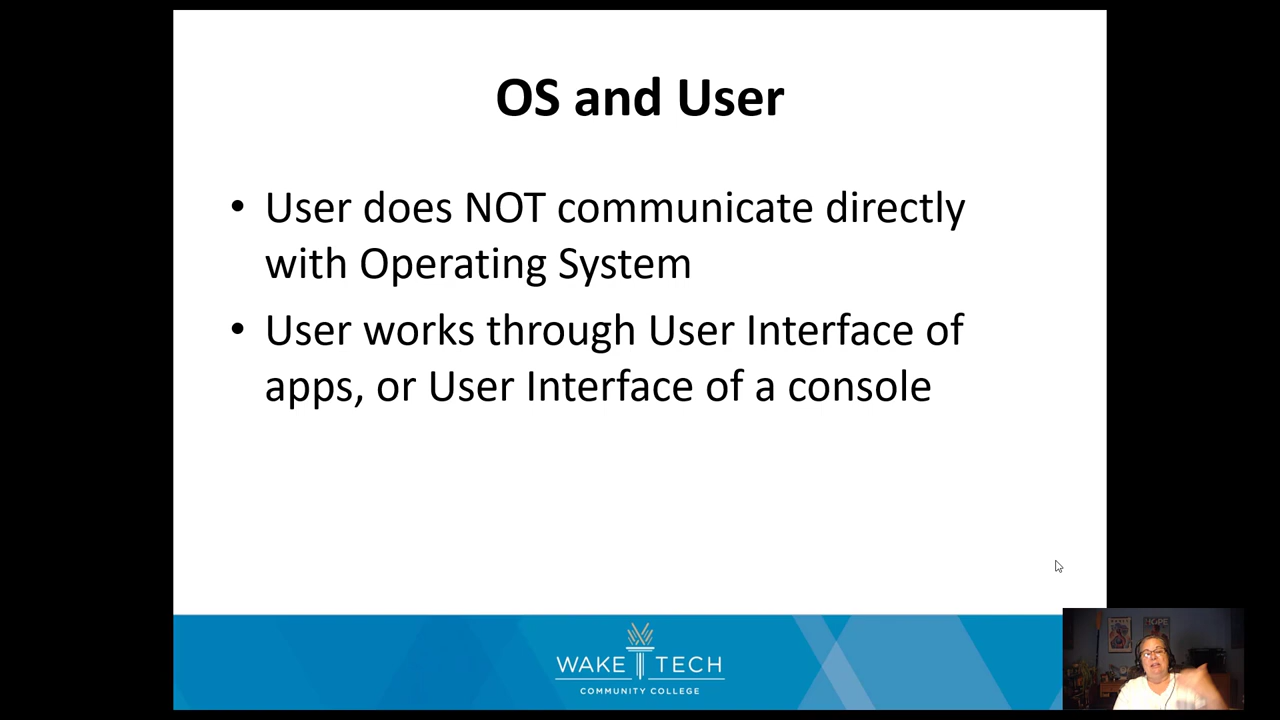 OS and User
• User does NOT communicate directly
with Operating System
• User works through User Interface of
apps, or User Interface of a console
WAKE TECH
COMMUNITY COLLEGE
HOPE